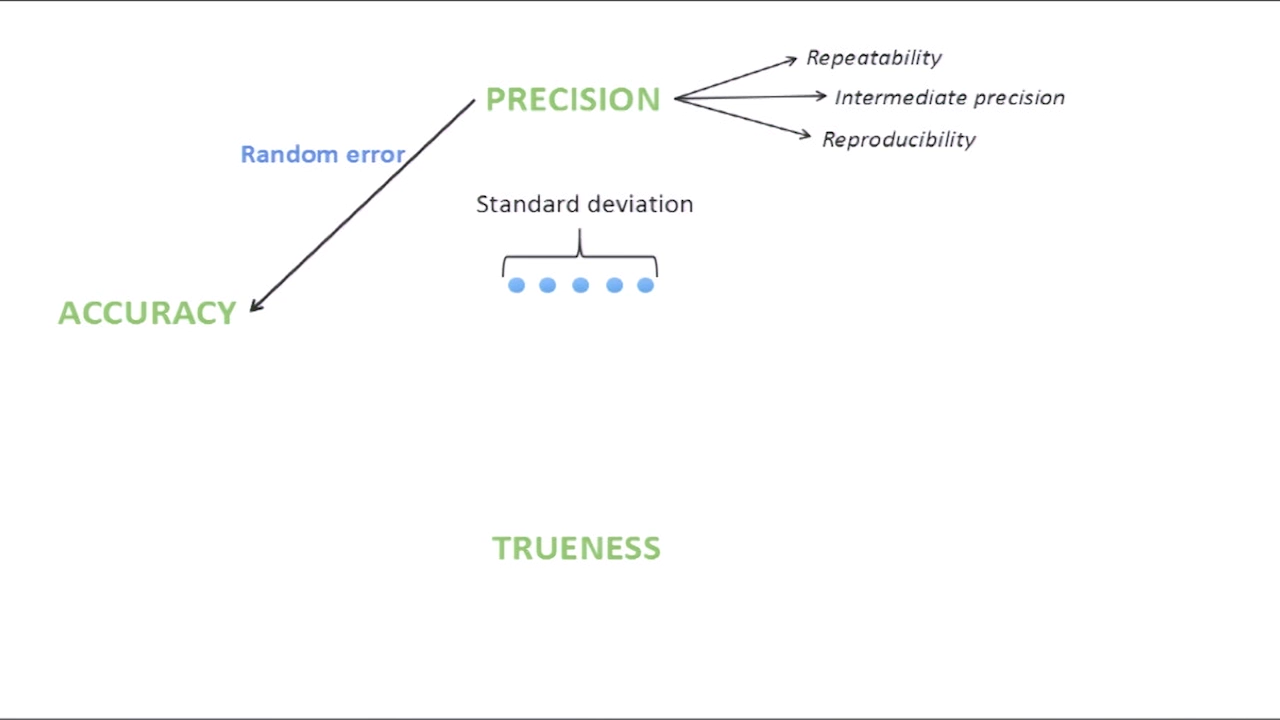 Repeatability
PRECISION
Intermediate precision
Reproducibility
Random error
Standard deviation
ACCURACY
TRUENESS